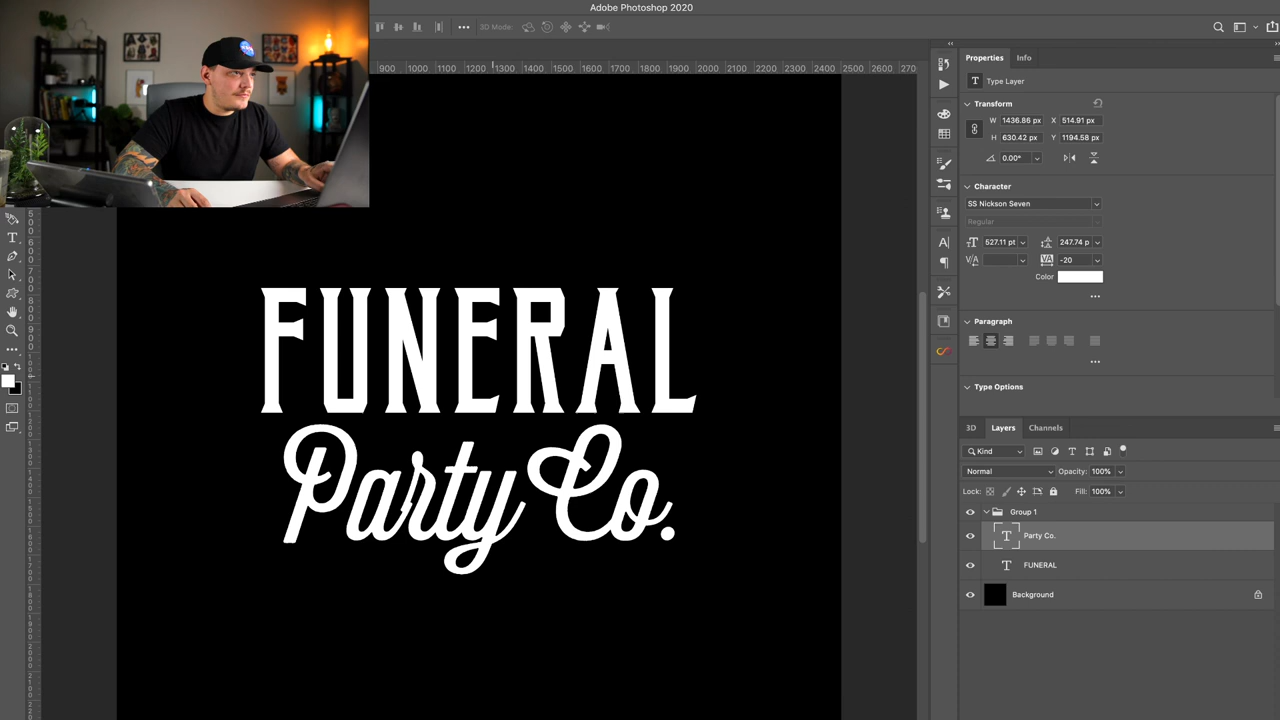 Adobe Photoshop 2020
3D Mode:
900 1000 1100 1200 1300 1400 1500 1600 1700 1800 1900 2000 2100 2200 2300 2400 2500 2600 270
Properties Info
Type Layer
Transform
W 1436.86 px X 514.91 px
H 630.42 px Y 1194.58 px
0.00°
Character
SS Nickson Seven
Regular
527.11 pt 247.74 p
-20
Color
Paragraph
Type Options
FUNERAL
Party Co.
3D Layers Channels
Kind
Normal Opacity: 100%
Lock: Fill: 100%
Group 1
Party Co.
FUNERAL
Background